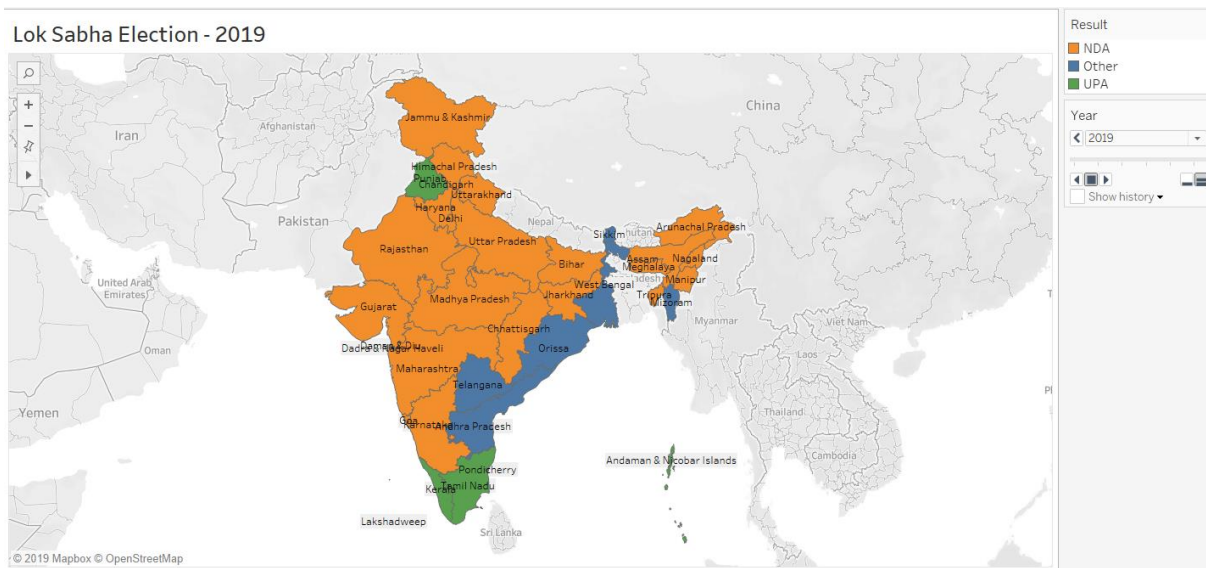 Lok Sabha Election - 2019
Result
NDA
Other
UPA
Year
2019
Show history
China
Iran
Afghanistan
Jammu & Kashmir
Himachal Pradesh
Punjab
Chandigarh
Uttarakhand
Pakistan
Haryana
Delhi
Nepal
Sikkim
Bhutan
Arunachal Pradesh
Rajasthan
Uttar Pradesh
Assam
Nagaland
Bihar
Meghalaya
United Arab
Emirates
West Bengal
Manipur
Gujarat
Madhya Pradesh
Jharkhand
Tripura
Mizoram
Oman
Chhattisgarh
Myanmar
Viet Nam
Daman & Diu
Dadra & Nagar Haveli
Orissa
Laos
Maharashtra
Telangana
Yemen
Goa
Karnataka
Andhra Pradesh
Thailand
Pondicherry
Andaman & Nicobar Islands
Cambodia
Kerala
Tamil Nadu
Lakshadweep
Sri Lanka
© 2019 Mapbox © OpenStreetMap